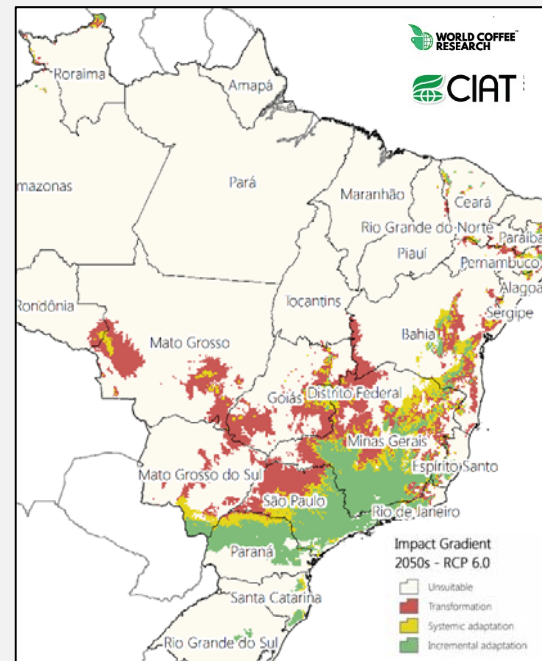 WORLD COFFEE
RESEARCH
CIAT
Roraima
Amapá
mazonas
Pará
Maranhão
Ceará
Rio Grande do Norte
Paraíba
Piauí
Pernambuco
Alagoa
Rondônia
Tocantins
Sergipe
Mato Grosso
Bahia
Goiás
Distrito Federal
Minas Gerais
Mato Grosso do Sul
Espírito Santo
São Paulo
Rio de Janeiro
Paraná
Santa Catarina
Rio Grande do Sul
Impact Gradient
2050s - RCP 6.0
Unsuitable
Transformation
Systemic adaptation
Incremental adaptation